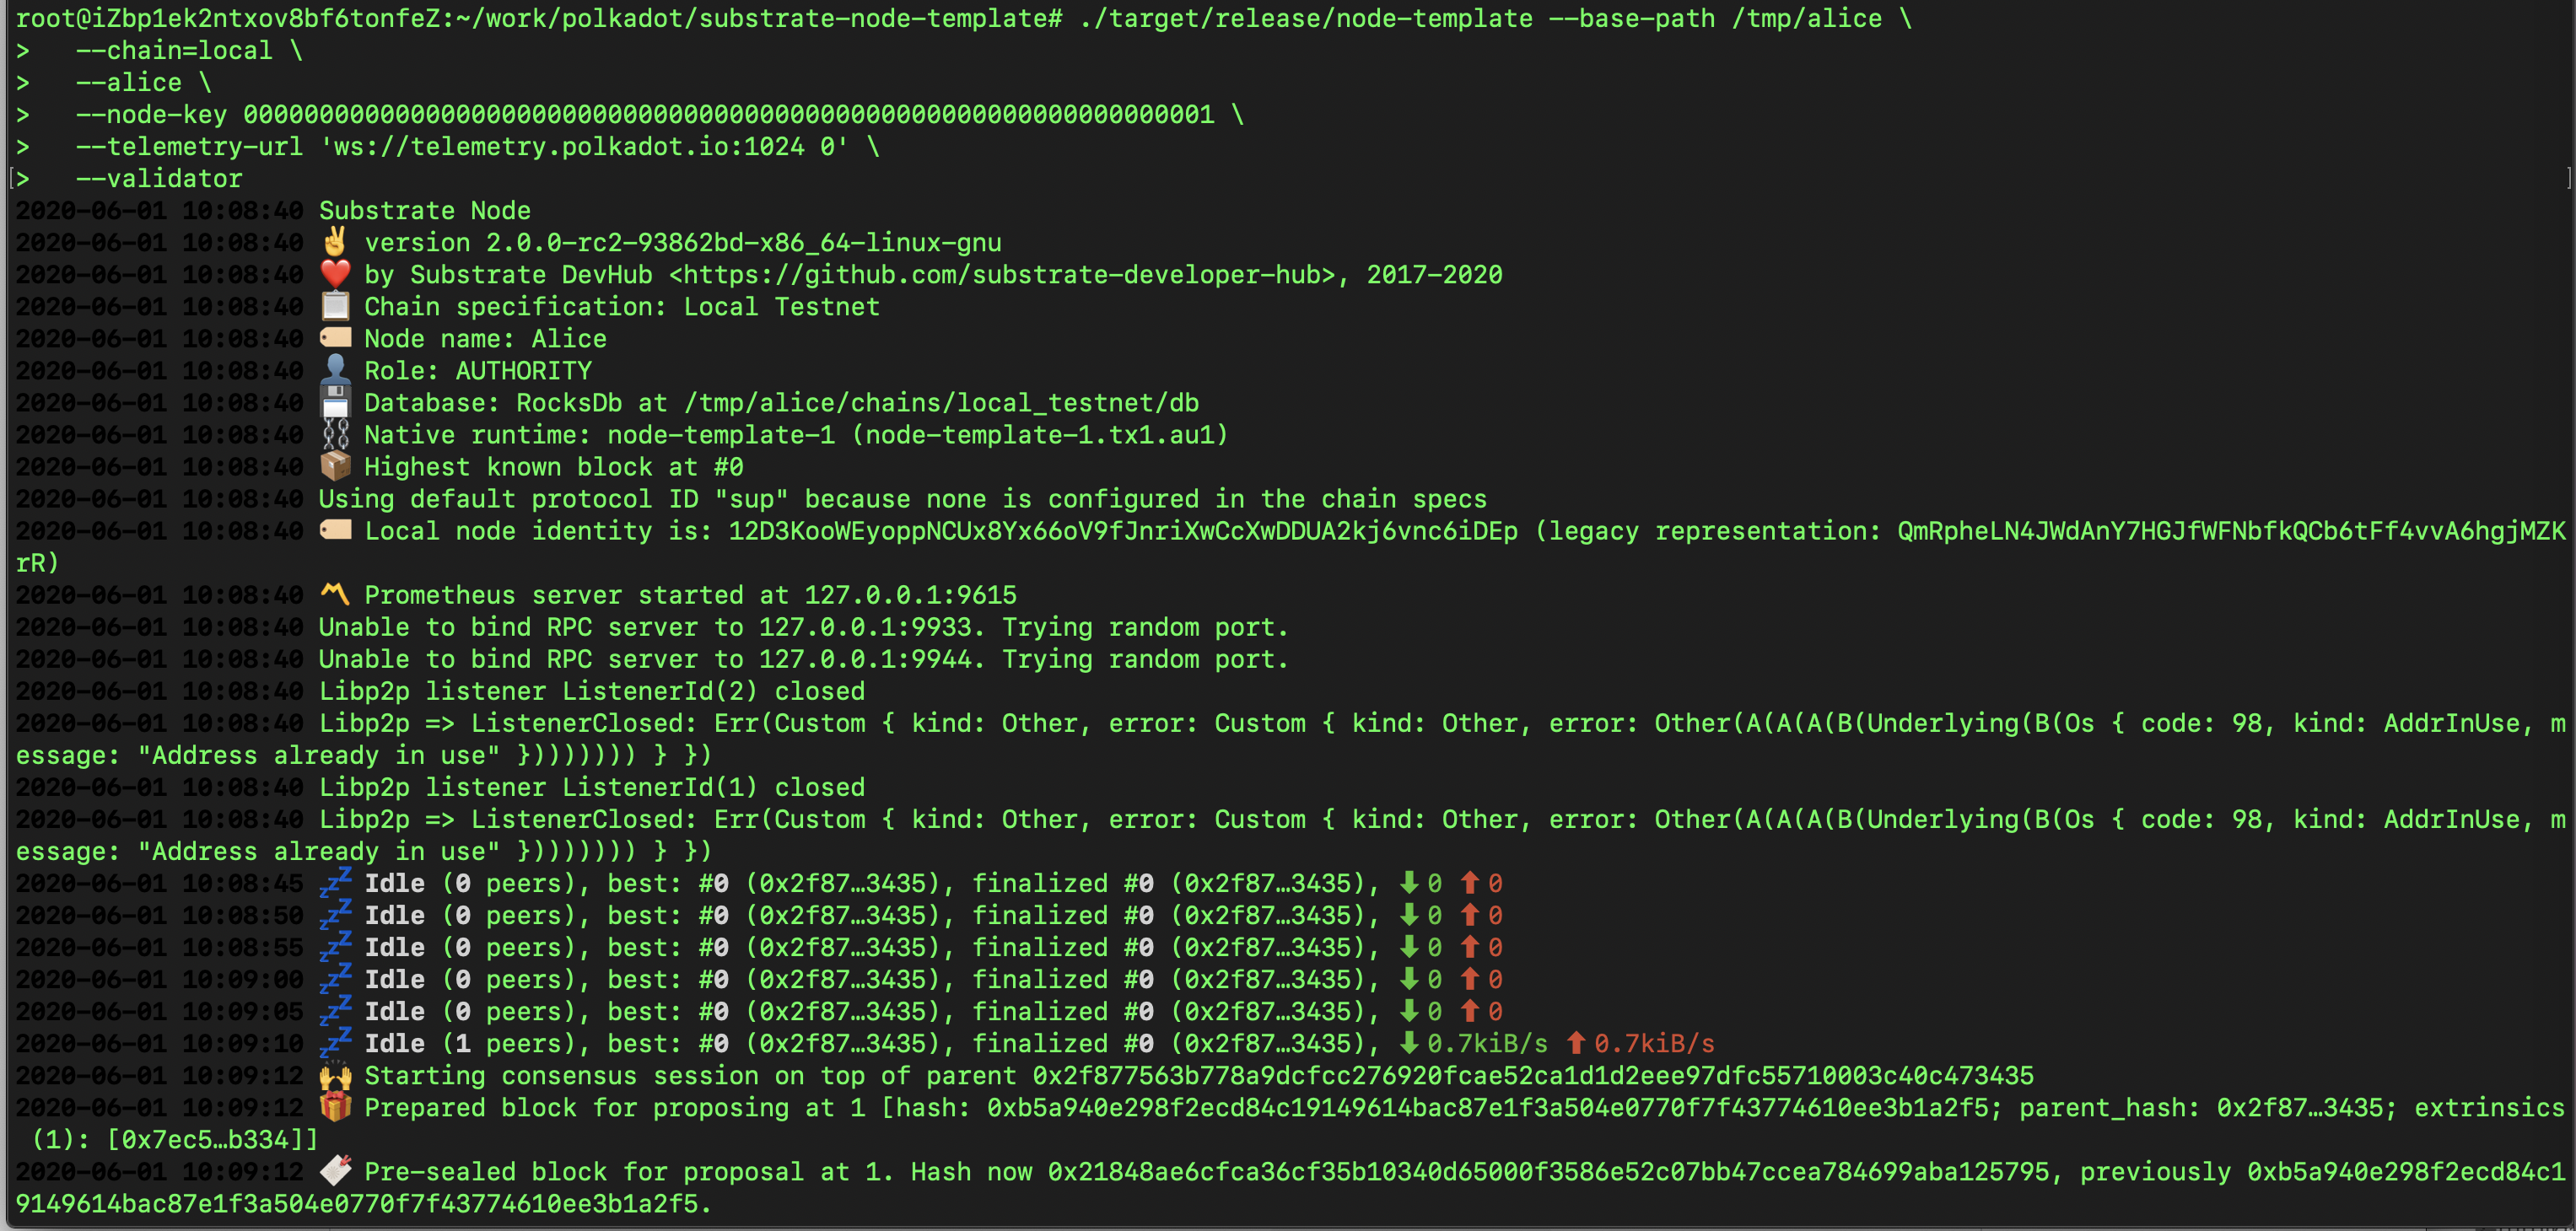 root@iZbp1ek2ntxov8bf6tonfeZ:~/work/polkadot/substrate-node-template# ./target/release/node-template --base-path /tmp/alice \
>   --chain=local \
>   --alice \
>   --node-key 0000000000000000000000000000000000000000000000000000000000000001 \
>   --telemetry-url 'ws://telemetry.polkadot.io:1024 0' \
[>   --validator ]
2020-06-01 10:08:40 Substrate Node
2020-06-01 10:08:40 ✌️ version 2.0.0-rc2-93862bd-x86_64-linux-gnu
2020-06-01 10:08:40 ❤️ by Substrate DevHub <https://github.com/substrate-developer-hub>, 2017-2020
2020-06-01 10:08:40 📋 Chain specification: Local Testnet
2020-06-01 10:08:40 🏷 Node name: Alice
2020-06-01 10:08:40 👤 Role: AUTHORITY
2020-06-01 10:08:40 💾 Database: RocksDb at /tmp/alice/chains/local_testnet/db
2020-06-01 10:08:40 ⛓ Native runtime: node-template-1 (node-template-1.tx1.au1)
2020-06-01 10:08:40 📦 Highest known block at #0
2020-06-01 10:08:40 Using default protocol ID "sup" because none is configured in the chain specs
2020-06-01 10:08:40 🏷 Local node identity is: 12D3KooWEyoppNCUx8Yx66oV9fJnriXwCcXwDDUA2kj6vnc6iDEp (legacy representation: QmRpheLN4JWdAnY7HGJfWFNbfkQCb6tFf4vvA6hgjMZK
rR)
2020-06-01 10:08:40 〽️ Prometheus server started at 127.0.0.1:9615
2020-06-01 10:08:40 Unable to bind RPC server to 127.0.0.1:9933. Trying random port.
2020-06-01 10:08:40 Unable to bind RPC server to 127.0.0.1:9944. Trying random port.
2020-06-01 10:08:40 Libp2p listener ListenerId(2) closed
2020-06-01 10:08:40 Libp2p => ListenerClosed: Err(Custom { kind: Other, error: Custom { kind: Other, error: Other(A(A(A(B(Underlying(B(Os { code: 98, kind: AddrInUse, m
essage: "Address already in use" })))))))) } })
2020-06-01 10:08:40 Libp2p listener ListenerId(1) closed
2020-06-01 10:08:40 Libp2p => ListenerClosed: Err(Custom { kind: Other, error: Custom { kind: Other, error: Other(A(A(A(B(Underlying(B(Os { code: 98, kind: AddrInUse, m
essage: "Address already in use" })))))))) } })
2020-06-01 10:08:45 💤 Idle (0 peers), best: #0 (0x2f87…3435), finalized #0 (0x2f87…3435), ⬇ 0 ⬆ 0
2020-06-01 10:08:50 💤 Idle (0 peers), best: #0 (0x2f87…3435), finalized #0 (0x2f87…3435), ⬇ 0 ⬆ 0
2020-06-01 10:08:55 💤 Idle (0 peers), best: #0 (0x2f87…3435), finalized #0 (0x2f87…3435), ⬇ 0 ⬆ 0
2020-06-01 10:09:00 💤 Idle (0 peers), best: #0 (0x2f87…3435), finalized #0 (0x2f87…3435), ⬇ 0 ⬆ 0
2020-06-01 10:09:05 💤 Idle (0 peers), best: #0 (0x2f87…3435), finalized #0 (0x2f87…3435), ⬇ 0 ⬆ 0
2020-06-01 10:09:10 💤 Idle (1 peers), best: #0 (0x2f87…3435), finalized #0 (0x2f87…3435), ⬇ 0.7kiB/s ⬆ 0.7kiB/s
2020-06-01 10:09:12 🙌 Starting consensus session on top of parent 0x2f877563b778a9dcfcc276920fcae52ca1d1d2eee97dfc55710003c40c473435
2020-06-01 10:09:12 🎁 Prepared block for proposing at 1 [hash: 0xb5a940e298f2ecd84c19149614bac87e1f3a504e0770f7f43774610ee3b1a2f5; parent_hash: 0x2f87…3435; extrinsics
 (1): [0x7ec5…b334]]
2020-06-01 10:09:12 🔖 Pre-sealed block for proposal at 1. Hash now 0x21848ae6cfca36cf35b10340d65000f3586e52c07bb47ccea784699aba125795, previously 0xb5a940e298f2ecd84c1
9149614bac87e1f3a504e0770f7f43774610ee3b1a2f5.